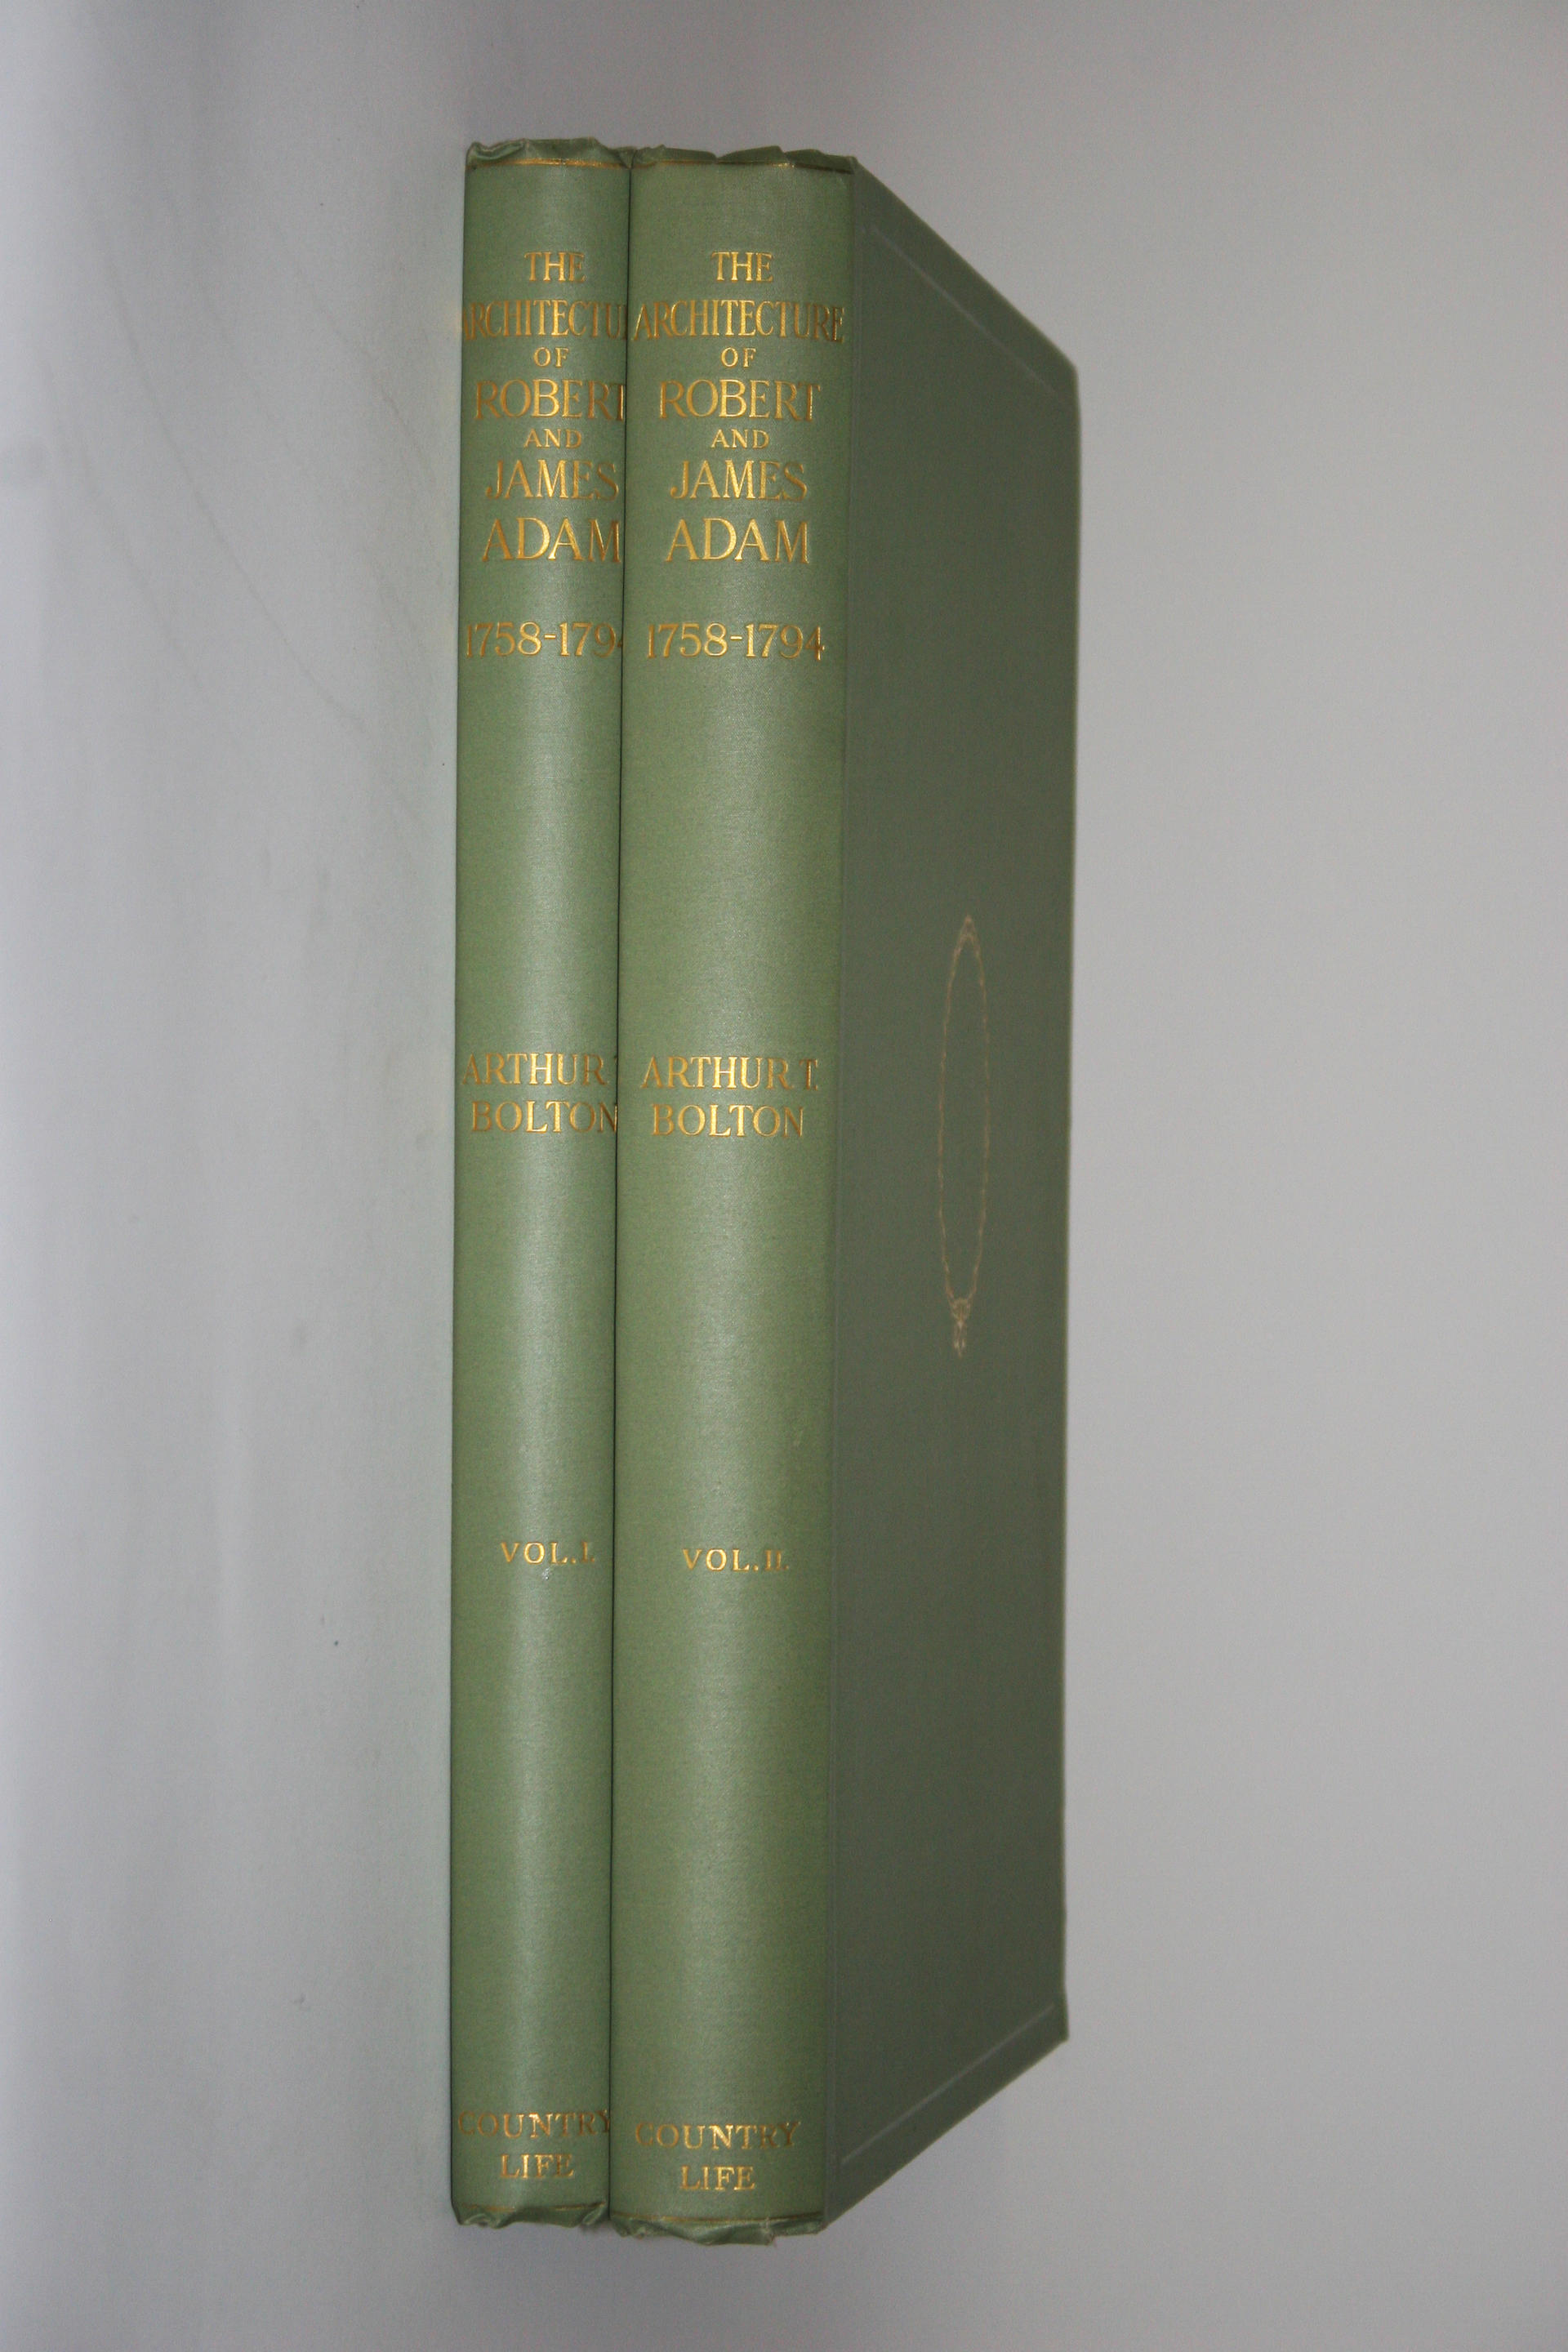 THE
ARCHITECTU
OF
ROBERT
AND
JAMES
ADAM
1758-1794
ARTHUR T
BOLTON
VOL. I.
COUNTRY
LIFE
THE
ARCHITECTURE
OF
ROBERT
AND
JAMES
ADAM
1758-1794
ARTHUR T.
BOLTON
VOL. II.
COUNTRY
LIFE